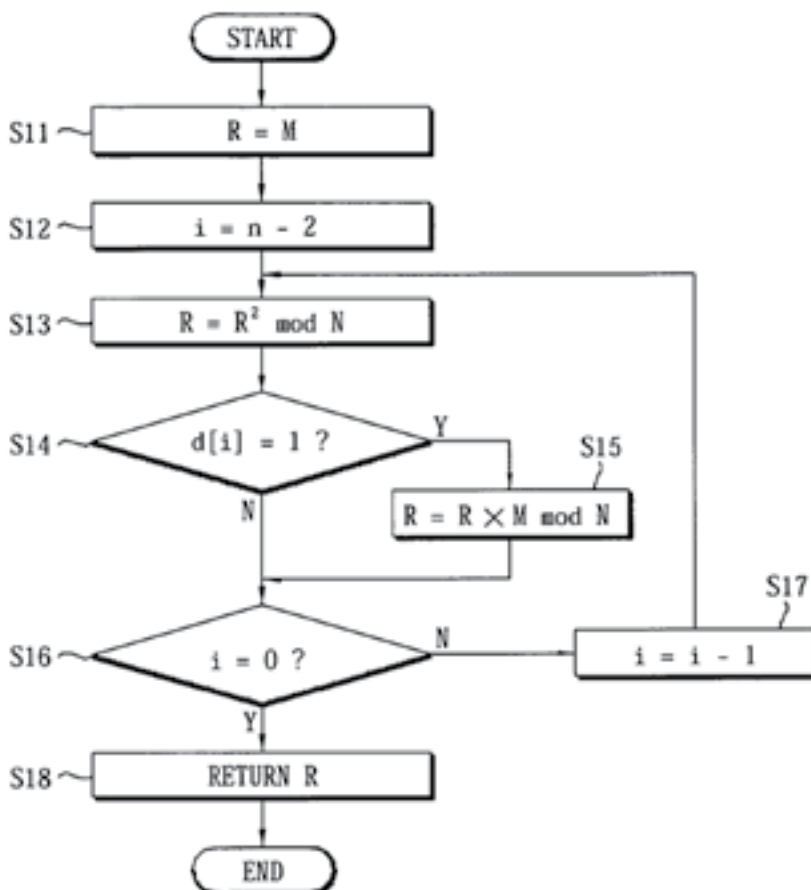 START
S11
R = M
S12
i = n - 2
S13
R = R² mod N
S14
d[i] = 1 ?
Y
N
S15
R = R × M mod N
S16
i = 0 ?
N
Y
S17
i = i - 1
S18
RETURN R
END